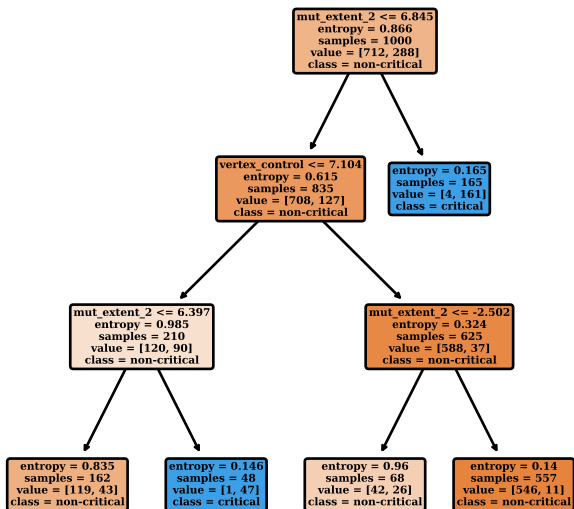 mut_extent_2 <= 6.845
entropy = 0.866
samples = 1000
value = [712, 288]
class = non-critical
vertex_control <= 7.104
entropy = 0.615
samples = 835
value = [708, 127]
class = non-critical
entropy = 0.165
samples = 165
value = [4, 161]
class = critical
mut_extent_2 <= 6.397
entropy = 0.985
samples = 210
value = [120, 90]
class = non-critical
mut_extent_2 <= -2.502
entropy = 0.324
samples = 625
value = [588, 37]
class = non-critical
entropy = 0.835
samples = 162
value = [119, 43]
class = non-critical
entropy = 0.146
samples = 48
value = [1, 47]
class = critical
entropy = 0.96
samples = 68
value = [42, 26]
class = non-critical
entropy = 0.14
samples = 557
value = [546, 11]
class = non-critical